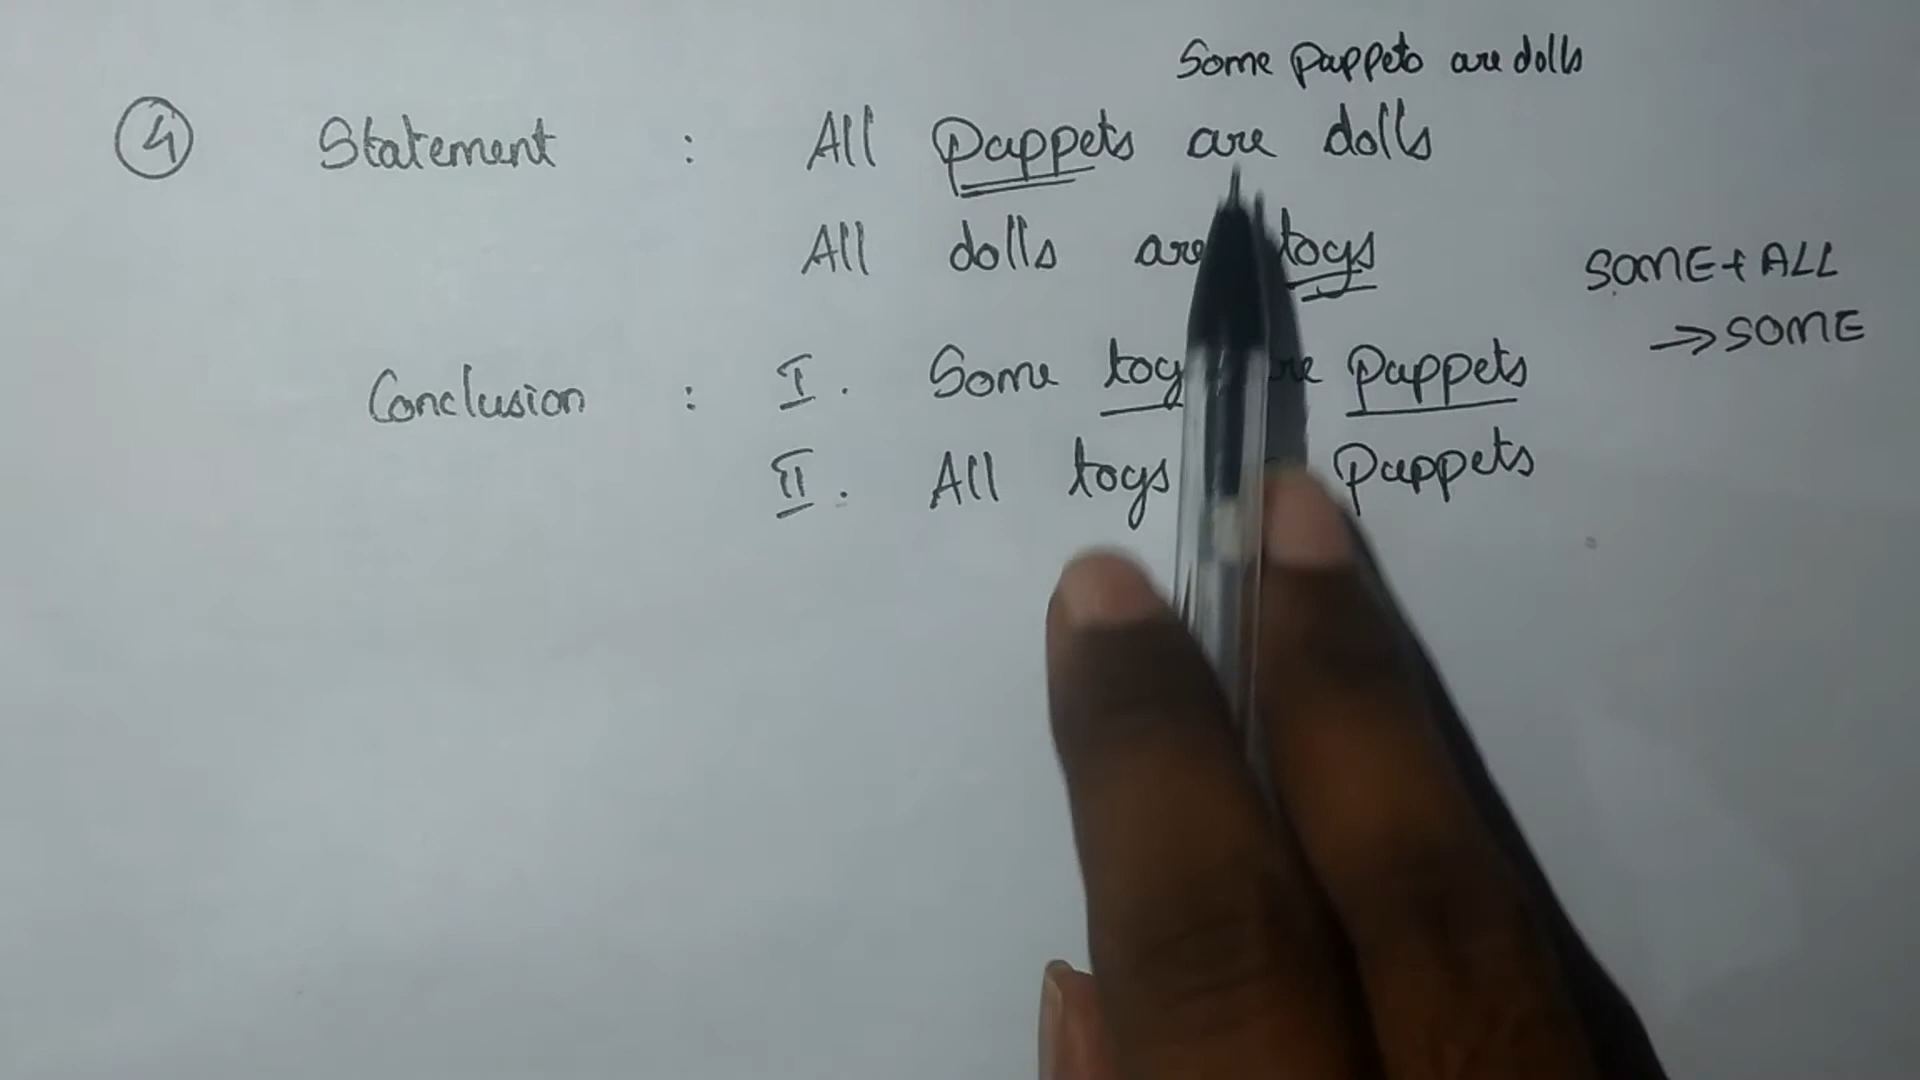 Some puppets are dolls
4 Statement : All puppets are dolls
All dolls are toys
SOME + ALL
→ SOME
Conclusion : I. Some toy puppets
II. All toys puppets